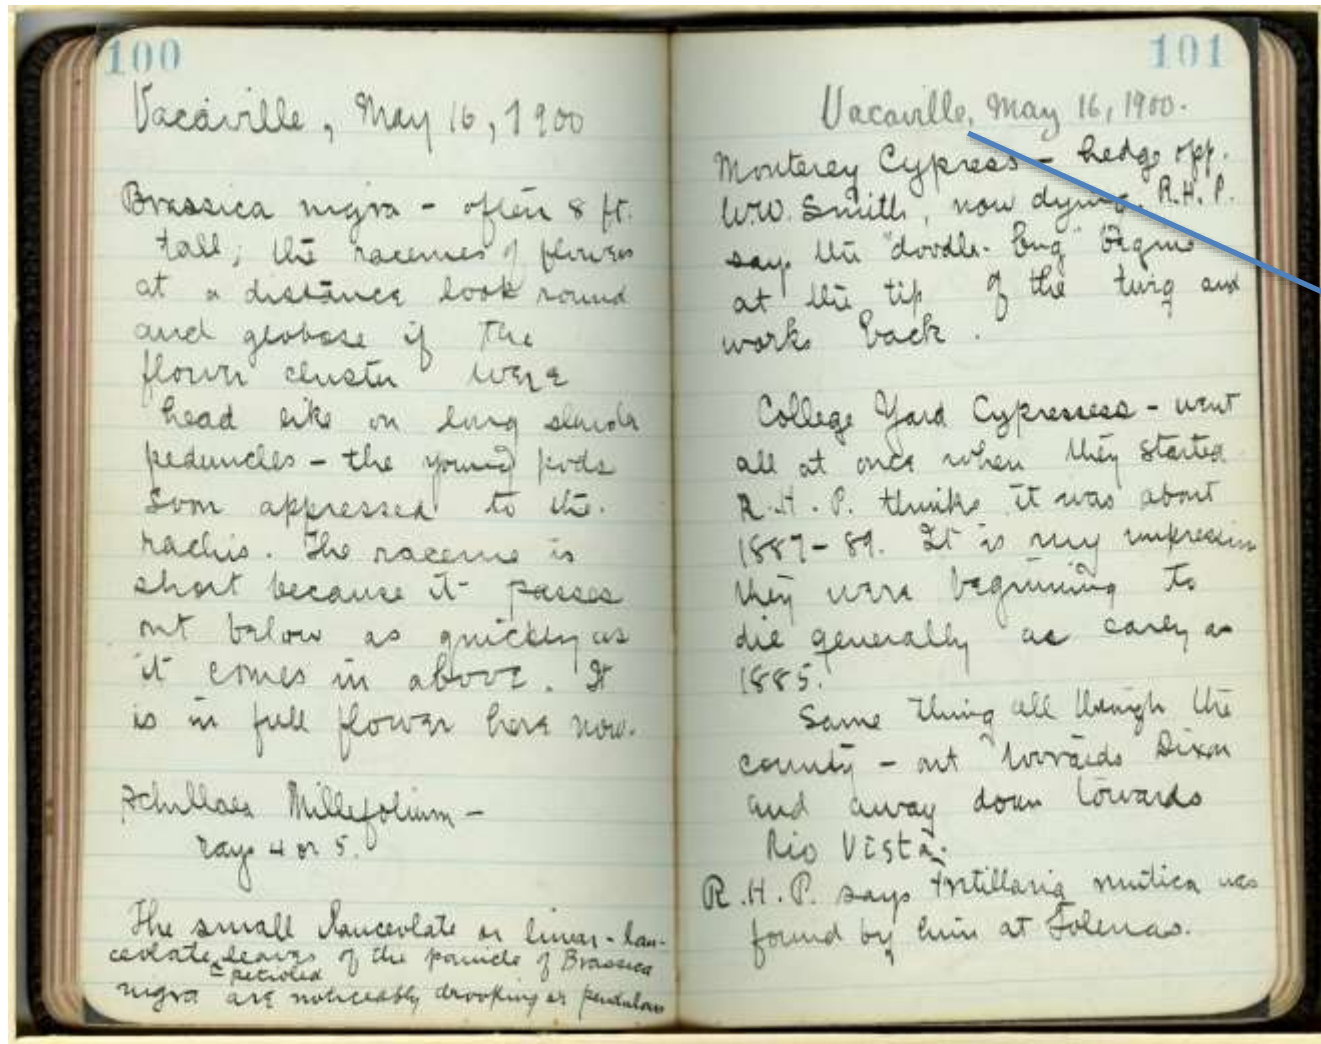 100
Vacaville, May 16, 1900
Brassica nigra - often 8 ft.
tall; the racemes of flowers
at a distance look round
and globose if the
flower cluster were
head like on long slender
peduncles - the young pods
soon appressed to the
rachis. The raceme is
short because it passes
out below as quickly as
it comes in above. It
is in full flower here now.
Achillaea Millefolium -
rays 4 or 5.
The small lanceolate or linear-lan-
ceolate leaves of the panicle of Brassica
petioled
nigra are noticeably drooping or pendulous
101
Vacaville, May 16, 1900.
Monterey Cypress - hedge opp.
W.W. Smith, now dying. R.H.P.
says the "doodle-bug" begins
at the tip of the twig and
works back.
College Yard Cypresses - went
all at once when they started
R.H.P. thinks it was about
1887-89. It is my impression
they were beginning to
die generally as early as
1885.
Same thing all though the
county - out towards Dixon
and away down towards
Rio Vista.
R.H.P. says Fritillaria mutica was
found by him at Tolenas.